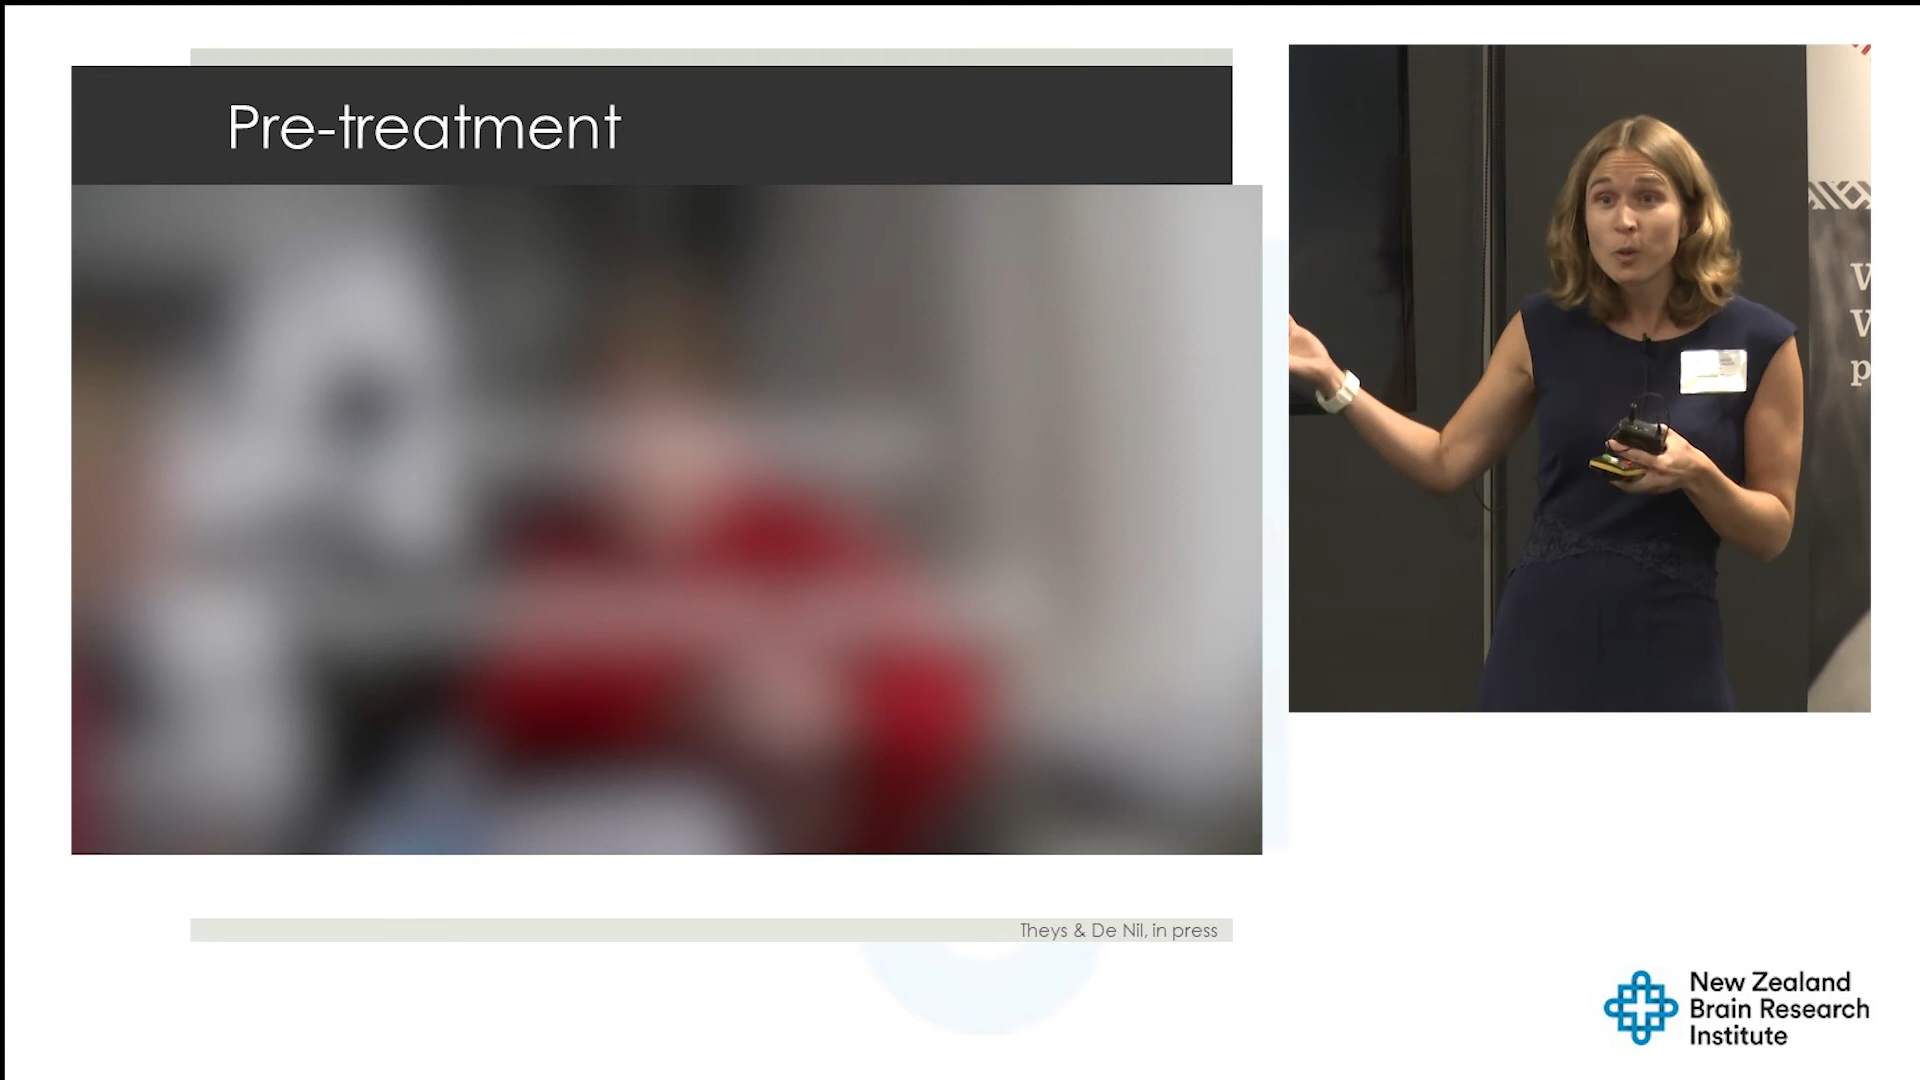 Pre-treatment
V
V
p
Theys & De Nil, in press
New Zealand
Brain Research
Institute